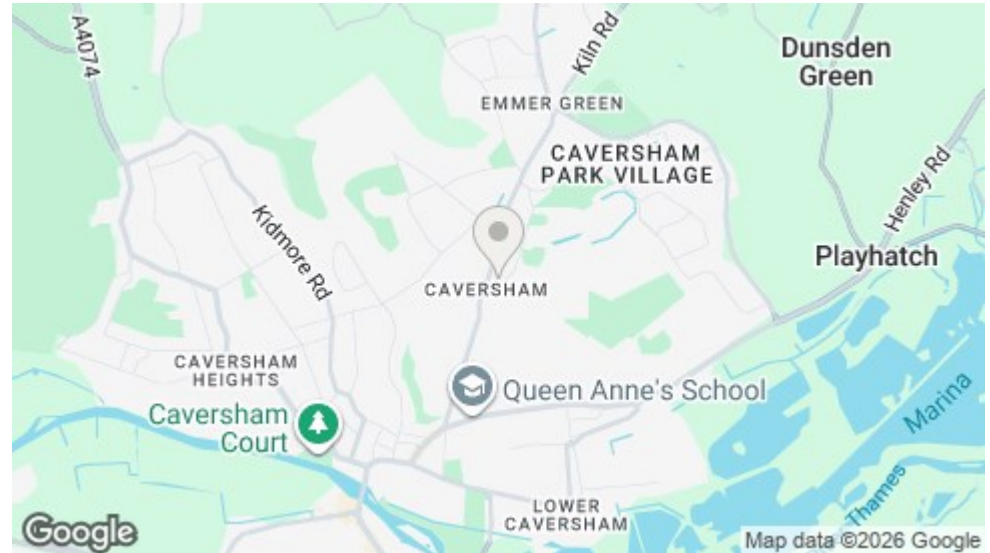 A4074
Kiln Rd
Dunsden
Green
EMMER GREEN
CAVERSHAM
PARK VILLAGE
Henley Rd
Kidmore Rd
Playhatch
CAVERSHAM
CAVERSHAM
HEIGHTS
Queen Anne's School
Caversham
Court
Marina
Thames
LOWER
CAVERSHAM
Google
Map data ©2026 Google